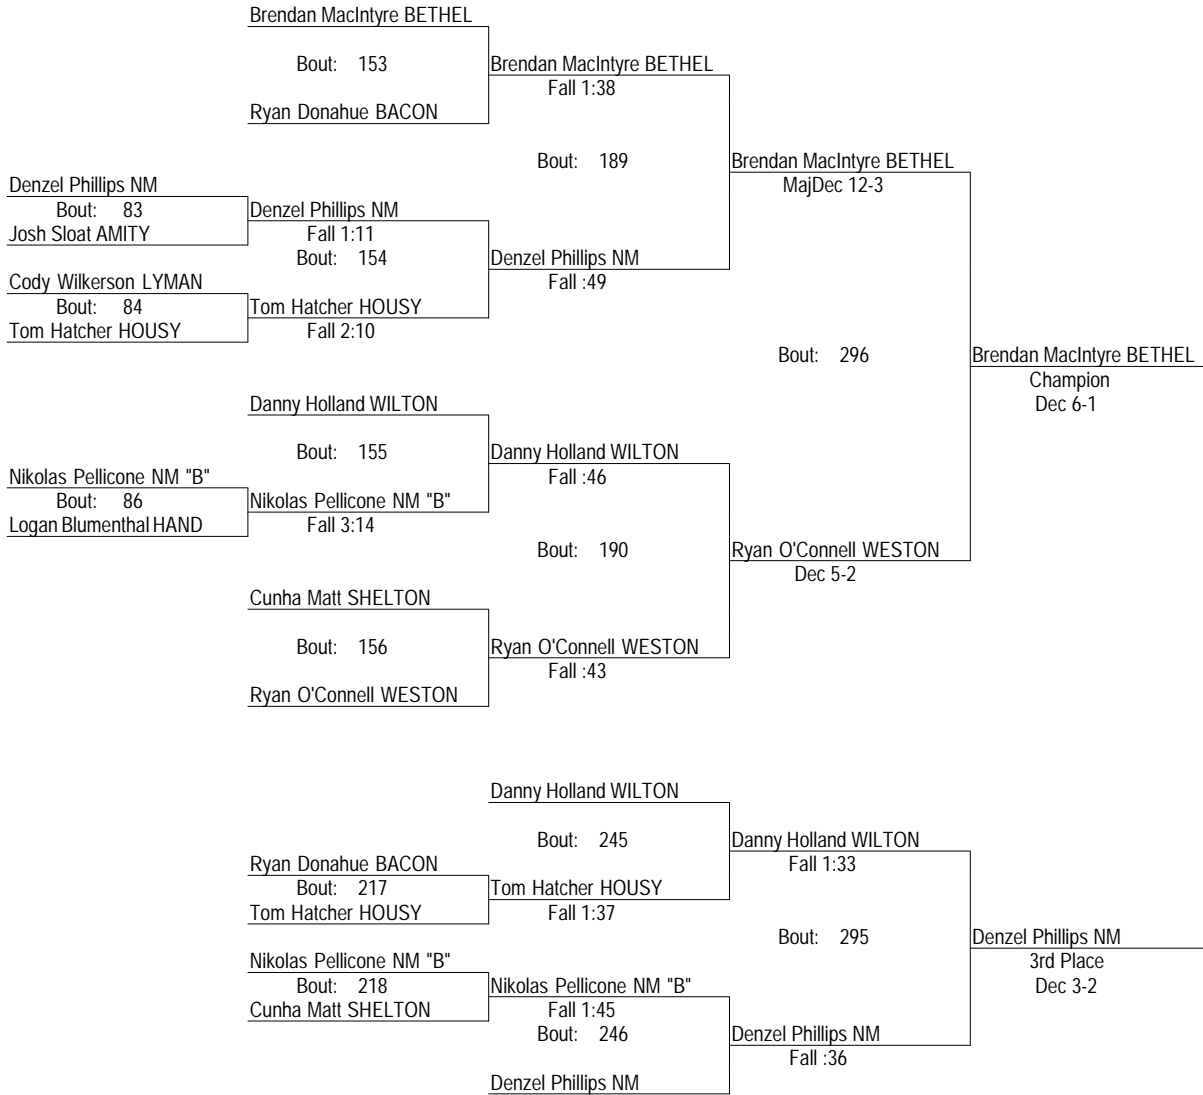 Brendan MacIntyre BETHEL
Bout: 153
Brendan MacIntyre BETHEL
Fall 1:38
Ryan Donahue BACON
Bout: 189
Brendan MacIntyre BETHEL
MajDec 12-3
Denzel Phillips NM
Bout: 83
Josh Sloat AMITY
Denzel Phillips NM
Fall 1:11
Bout: 154
Denzel Phillips NM
Fall :49
Cody Wilkerson LYMAN
Bout: 84
Tom Hatcher HOUSY
Tom Hatcher HOUSY
Fall 2:10
Bout: 296
Brendan MacIntyre BETHEL
Champion
Dec 6-1
Danny Holland WILTON
Bout: 155
Danny Holland WILTON
Fall :46
Nikolas Pellicone NM "B"
Bout: 86
Logan Blumenthal HAND
Nikolas Pellicone NM "B"
Fall 3:14
Bout: 190
Ryan O'Connell WESTON
Dec 5-2
Cunha Matt SHELTON
Bout: 156
Ryan O'Connell WESTON
Fall :43
Ryan O'Connell WESTON
Danny Holland WILTON
Bout: 245
Danny Holland WILTON
Fall 1:33
Ryan Donahue BACON
Bout: 217
Tom Hatcher HOUSY
Tom Hatcher HOUSY
Fall 1:37
Bout: 295
Denzel Phillips NM
3rd Place
Dec 3-2
Nikolas Pellicone NM "B"
Bout: 218
Cunha Matt SHELTON
Nikolas Pellicone NM "B"
Fall 1:45
Bout: 246
Denzel Phillips NM
Fall :36
Denzel Phillips NM